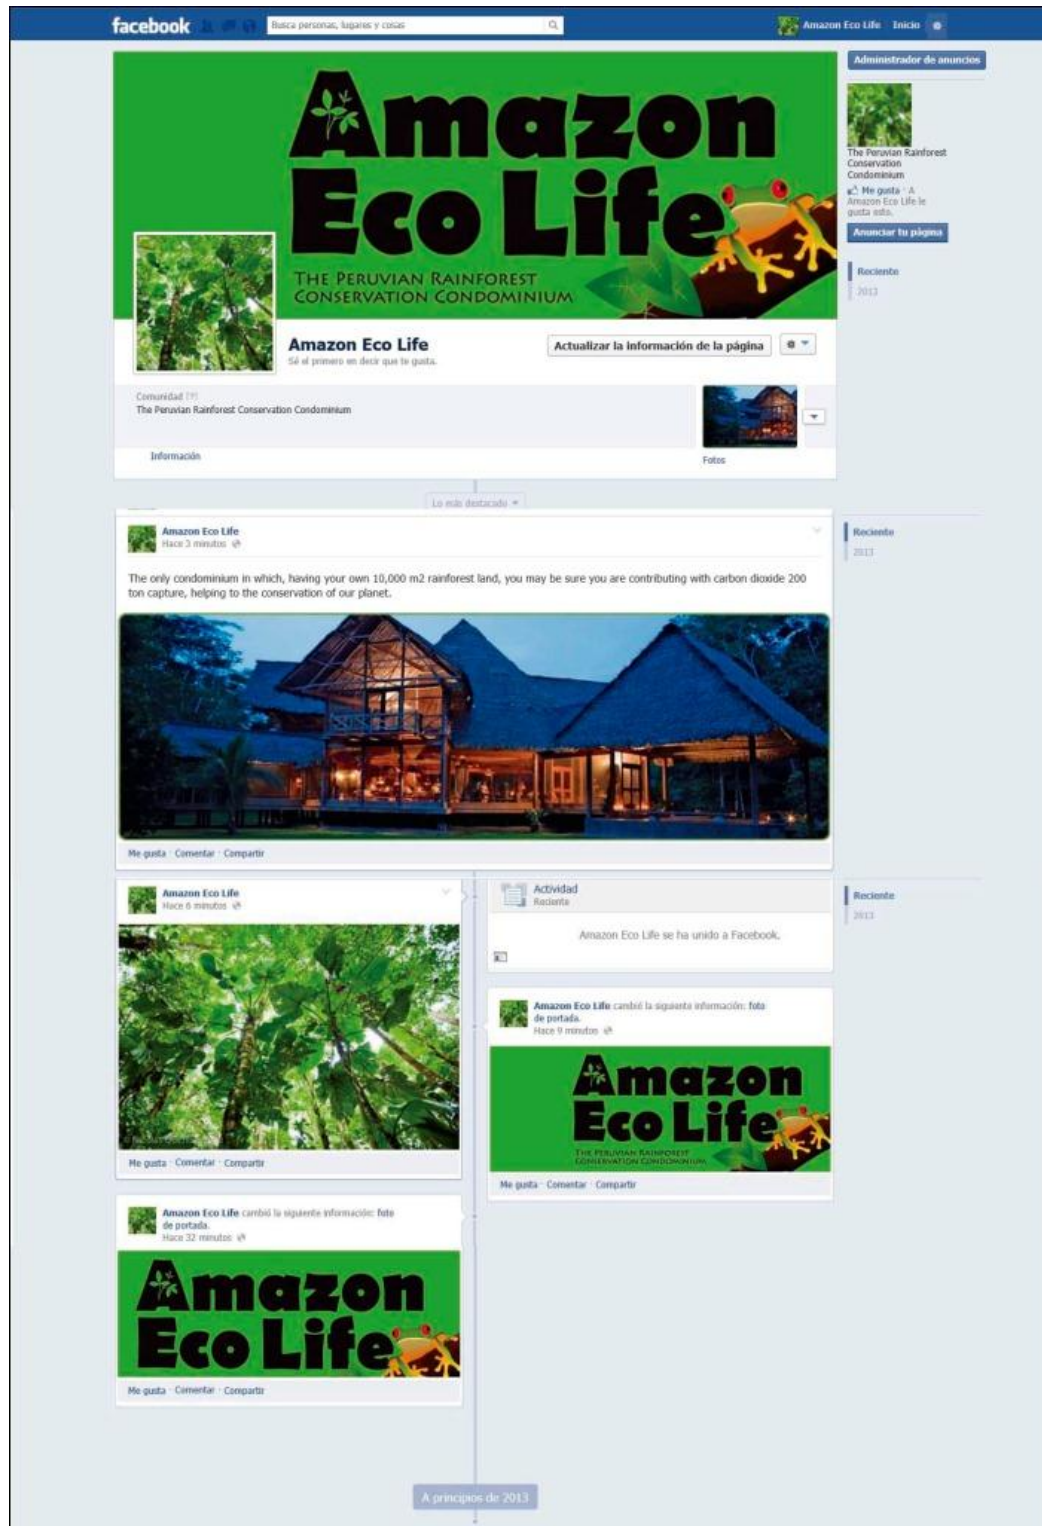 facebook
Busca personas, lugares y cosas
Amazon Eco Life Inicio
Amazon
Eco Life
THE PERUVIAN RAINFOREST
CONSERVATION CONDOMINIUM
Administrador de anuncios
The Peruvian Rainforest
Conservation
Condominium
Me gusta · A
Amazon Eco Life le
gusta esto.
Anunciar tu página
Reciente
2013
Amazon Eco Life
Sé el primero en decir que te gusta.
Actualizar la información de la página
Comunidad [?]
The Peruvian Rainforest Conservation Condominium
Información
Fotos
Lo más destacado
Amazon Eco Life
Hace 3 minutos
The only condominium in which, having your own 10,000 m2 rainforest land, you may be sure you are contributing with carbon dioxide 200
ton capture, helping to the conservation of our planet.
Me gusta · Comentar · Compartir
Reciente
2013
Amazon Eco Life
Hace 6 minutos
Me gusta · Comentar · Compartir
Actividad
Reciente
Amazon Eco Life se ha unido a Facebook.
Reciente
2013
Amazon Eco Life cambió la siguiente información: foto
de portada.
Hace 9 minutos
Amazon
Eco Life
THE PERUVIAN RAINFOREST
CONSERVATION CONDOMINIUM
Me gusta · Comentar · Compartir
Amazon Eco Life cambió la siguiente información: foto
de portada.
Hace 32 minutos
Amazon
Eco Life
Me gusta · Comentar · Compartir
A principios de 2013